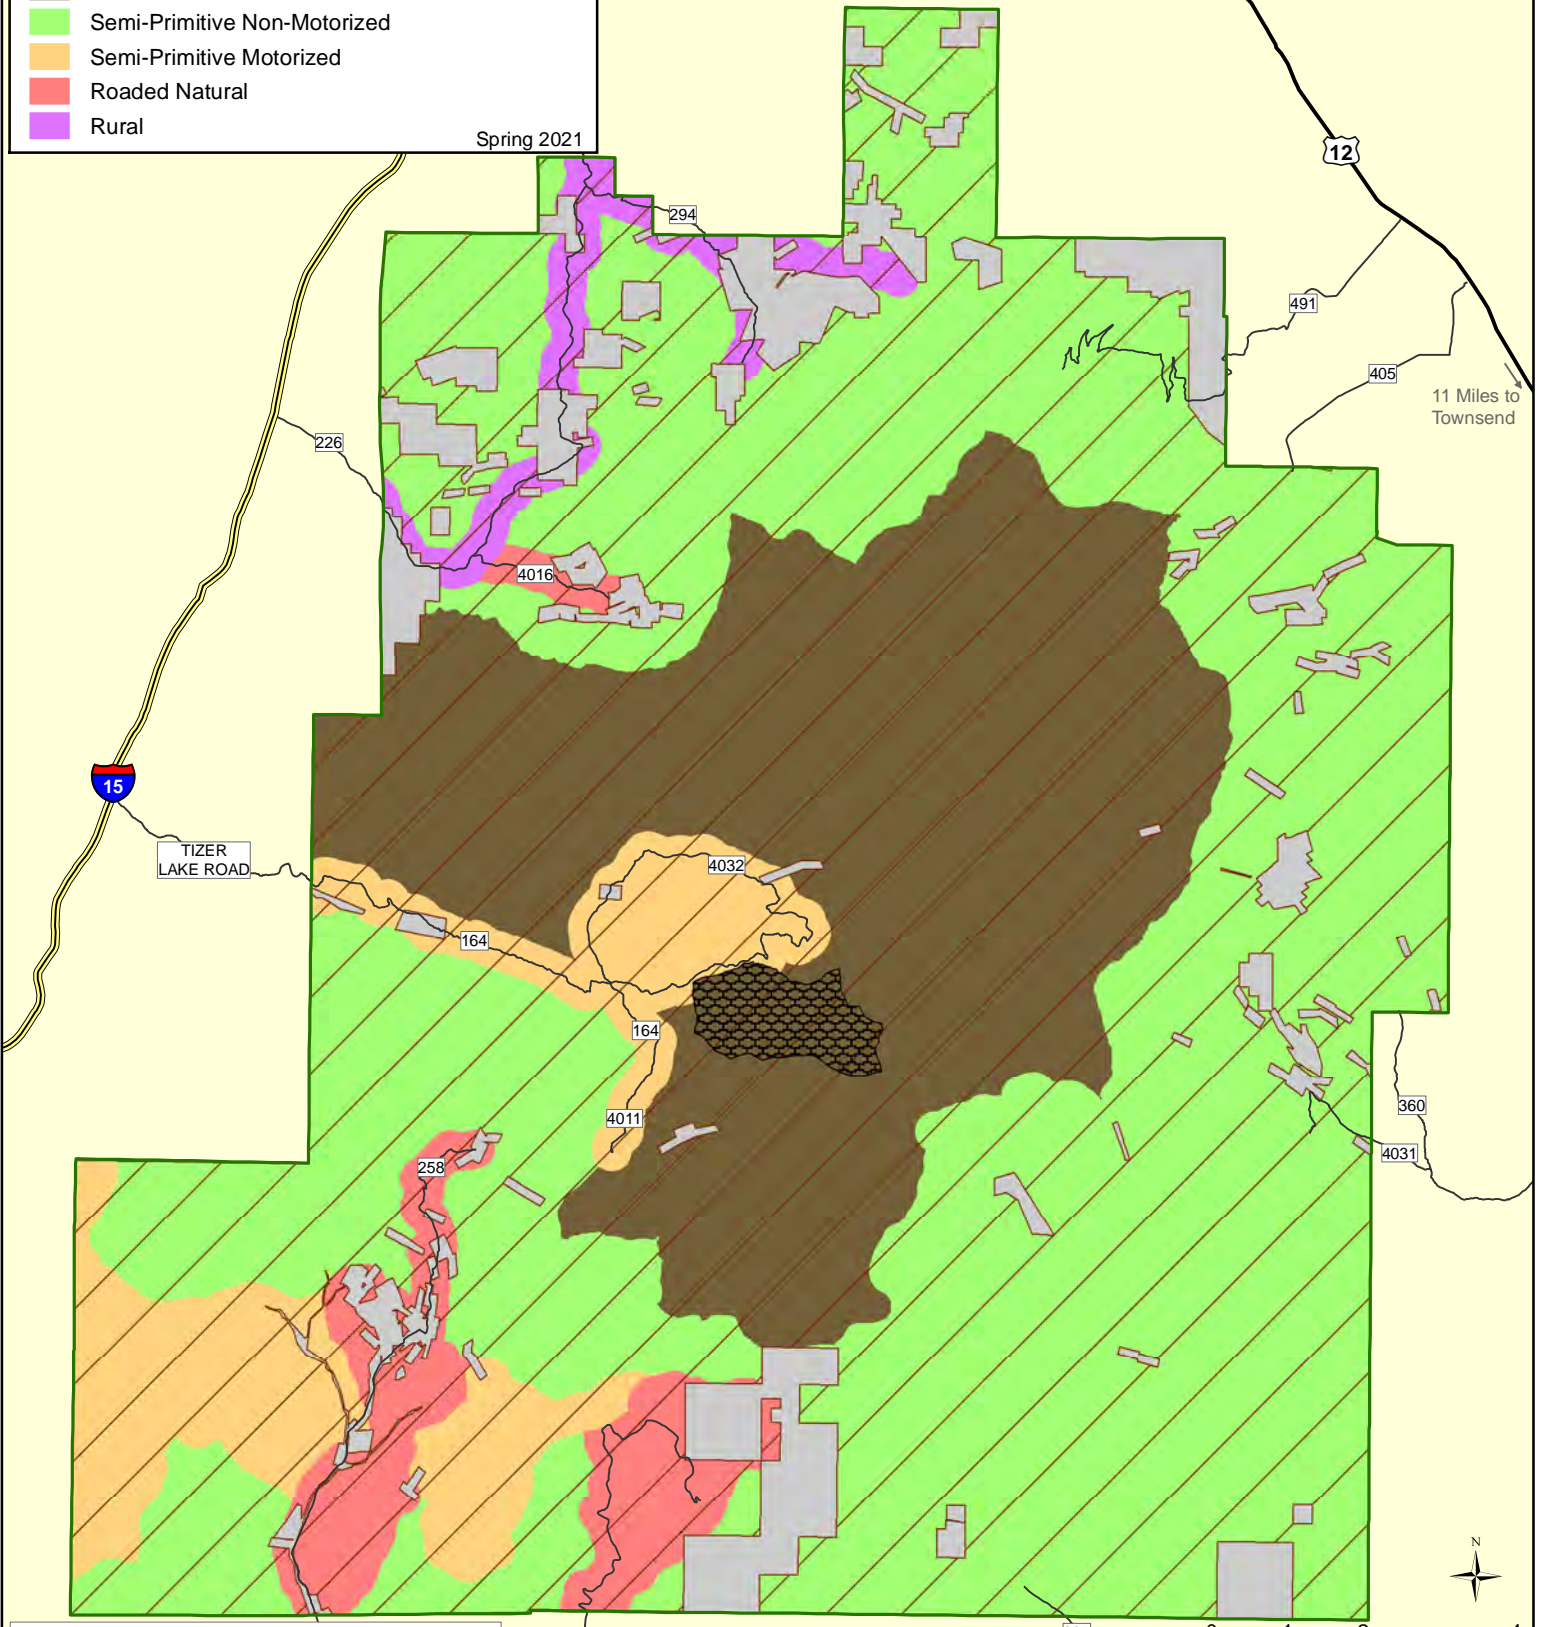 Semi-Primitive Non-Motorized
Semi-Primitive Motorized
Roaded Natural
Rural
Spring 2021
12
294
491
405
11 Miles to
Townsend
226
4016
15
TIZER
LAKE ROAD
4032
164
164
4011
360
4031
258
N